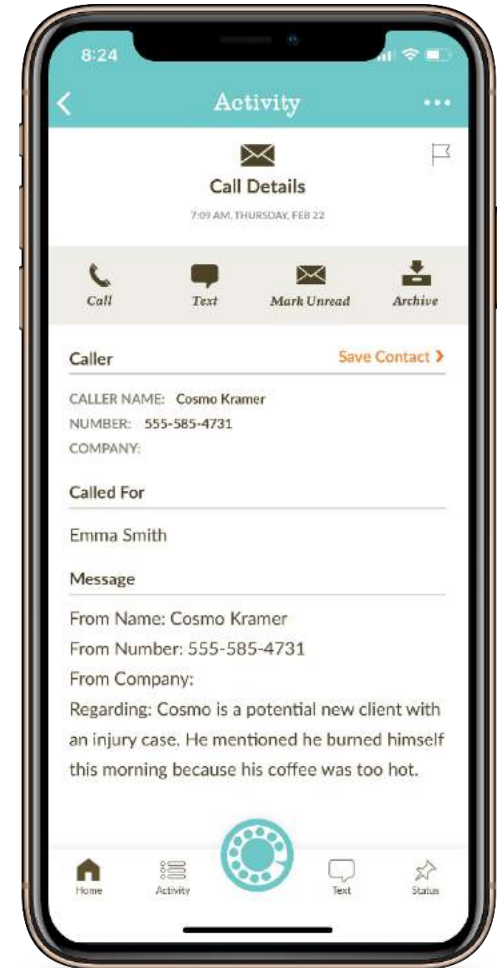 8:24
Activity
Call Details
7:09 AM, THURSDAY, FEB 22
Call Text Mark Unread Archive
Caller Save Contact
CALLER NAME: Cosmo Kramer
NUMBER: 555-585-4731
COMPANY:
Called For
Emma Smith
Message
From Name: Cosmo Kramer
From Number: 555-585-4731
From Company:
Regarding: Cosmo is a potential new client with
an injury case. He mentioned he burned himself
this morning because his coffee was too hot.
Home Activity Text Status